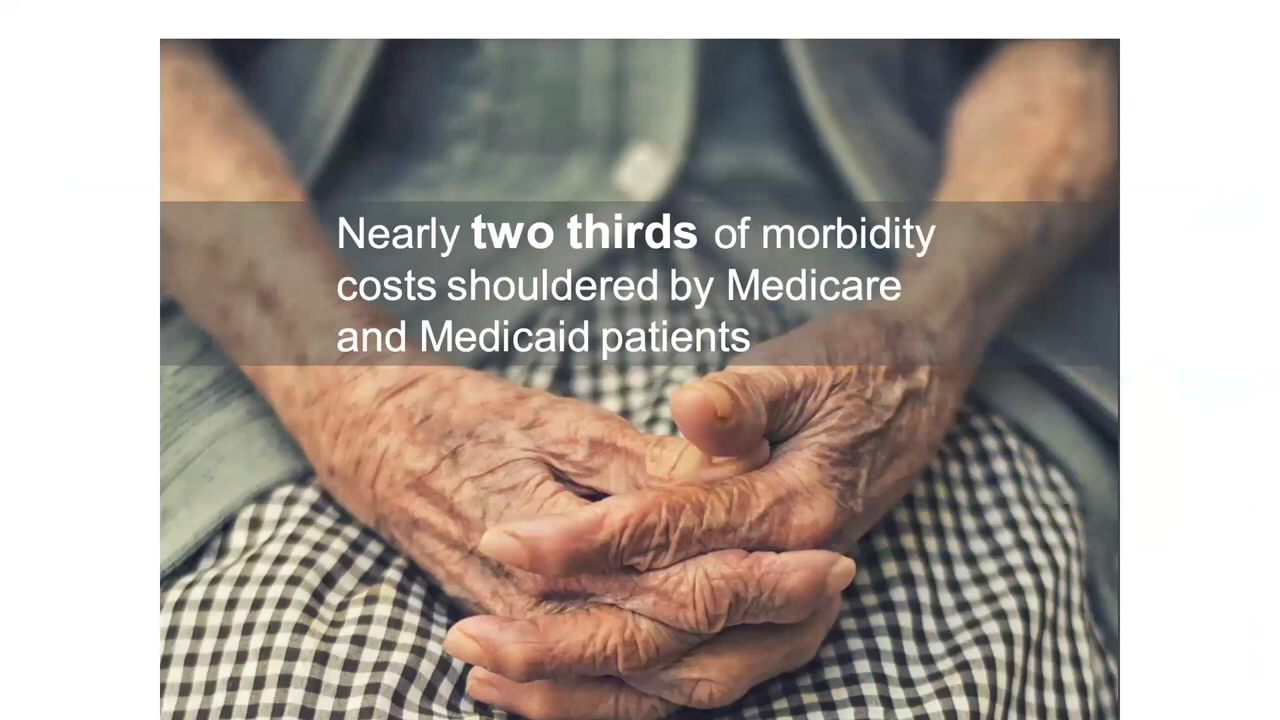 Nearly two thirds of morbidity
costs shouldered by Medicare
and Medicaid patients